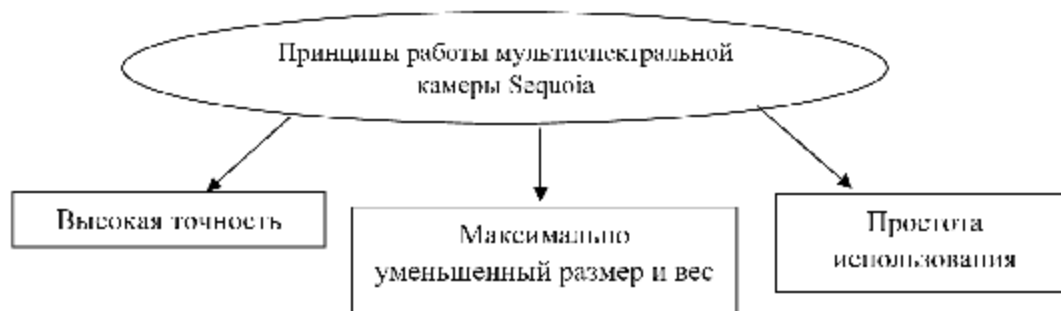 Принципы работы мультиспектральной
камеры Sequoia
Высокая точность
Максимально
уменьшенный размер и вес
Простота
использования